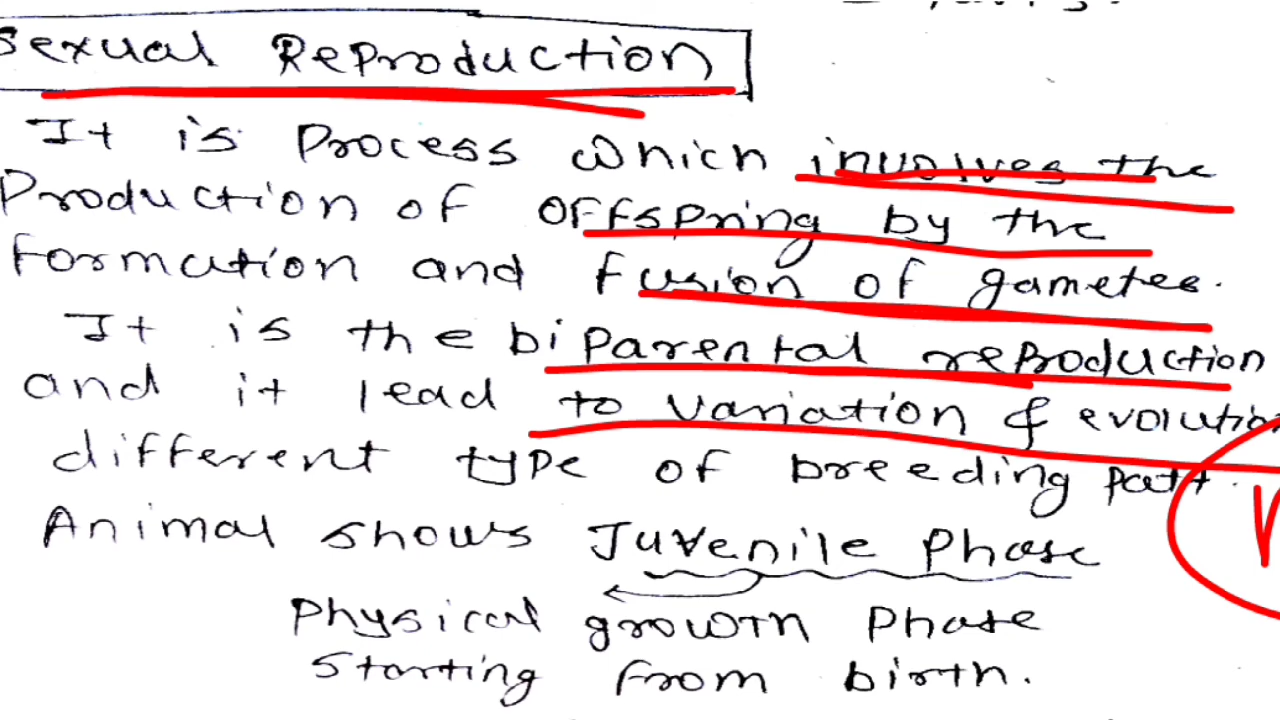 Sexual Reproduction
It is Process which involves the
Production of offspring by the
formation and fusion of gametes.
It is the biparental reproduction
and it lead to variation & evolution
different type of breeding patt.
Animal shows Juvenile Phase
Physical growth Phase
starting from birth.